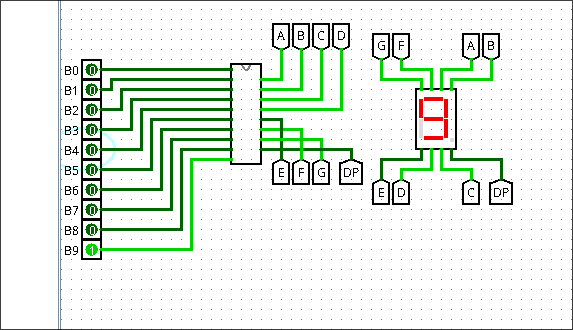 A B C D
G F A B
B0 0
B1 0
B2 0
B3 0
B4 0
B5 0
B6 0
B7 0
B8 0
B9 1
9
E F G DP
E D C DP